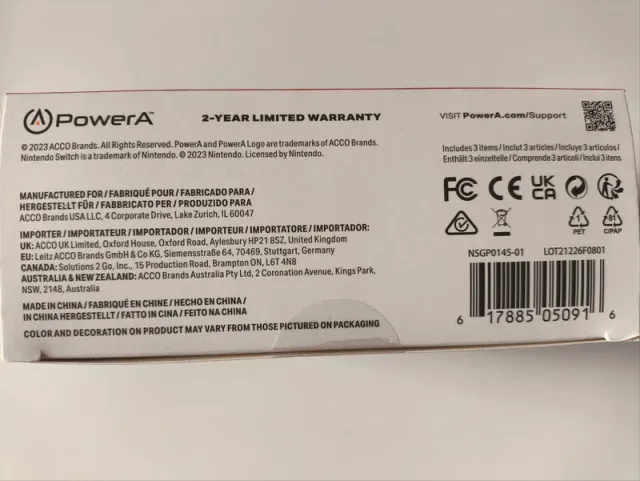 PowerA
2-YEAR LIMITED WARRANTY
VISIT PowerA.com/Support
© 2023 ACCO Brands. All Rights Reserved. PowerA and PowerA Logo are trademarks of ACCO Brands.
Nintendo Switch is a trademark of Nintendo. © 2023 Nintendo. Licensed by Nintendo.
Includes 3 items / Inclut 3 articles / Incluye 3 artículos /
Enthält 3 einzelteile / Comprende 3 articoli / Inclui 3 itens
MANUFACTURED FOR / FABRIQUÉ POUR / FABRICADO PARA /
HERGESTELLT FÜR / FABBRICATO PER / PRODUZIDO PARA
ACCO Brands USA LLC, 4 Corporate Drive, Lake Zurich, IL 60047
FC CE UK CA
1 PET
81 C/PAP
IMPORTER / IMPORTATEUR / IMPORTADOR / IMPORTEUR / IMPORTATORE / IMPORTADOR:
UK: ACCO UK Limited, Oxford House, Oxford Road, Aylesbury HP21 8SZ, United Kingdom
EU: Leitz ACCO Brands GmbH & Co KG, Siemensstraße 64, 70469, Stuttgart, Germany
CANADA: Solutions 2 Go, Inc., 15 Production Road, Brampton ON, L6T 4N8
AUSTRALIA & NEW ZEALAND: ACCO Brands Australia Pty Ltd, 2 Coronation Avenue, Kings Park,
NSW, 2148, Australia
NSGP0145-01
LOT21226F0801
6 17885 05091 6
MADE IN CHINA / FABRIQUÉ EN CHINE / HECHO EN CHINA /
IN CHINA HERGESTELLT / FATTO IN CINA / FEITO NA CHINA
COLOR AND DECORATION ON PRODUCT MAY VARY FROM THOSE PICTURED ON PACKAGING